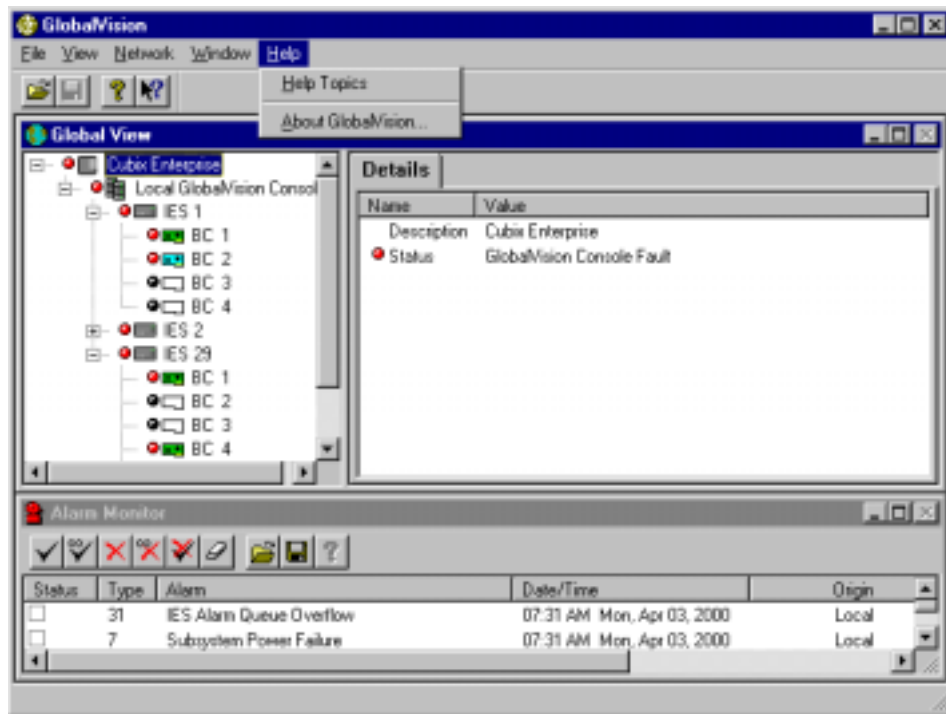 GlobalVision
File View Network Window Help
Help Topics
About GlobalVision...
Global View
Cubix Enterprise
Local GlobalVision Consol
IES 1
BC 1
BC 2
BC 3
BC 4
IES 2
IES 29
BC 1
BC 2
BC 3
BC 4
Details
Name Value
Description Cubix Enterprise
Status GlobalVision Console Fault
Alarm Monitor
Status Type Alarm Date/Time Origin
31 IES Alarm Queue Overflow 07:31 AM Mon, Apr 03, 2000 Local
7 Subsystem Power Failure 07:31 AM Mon, Apr 03, 2000 Local